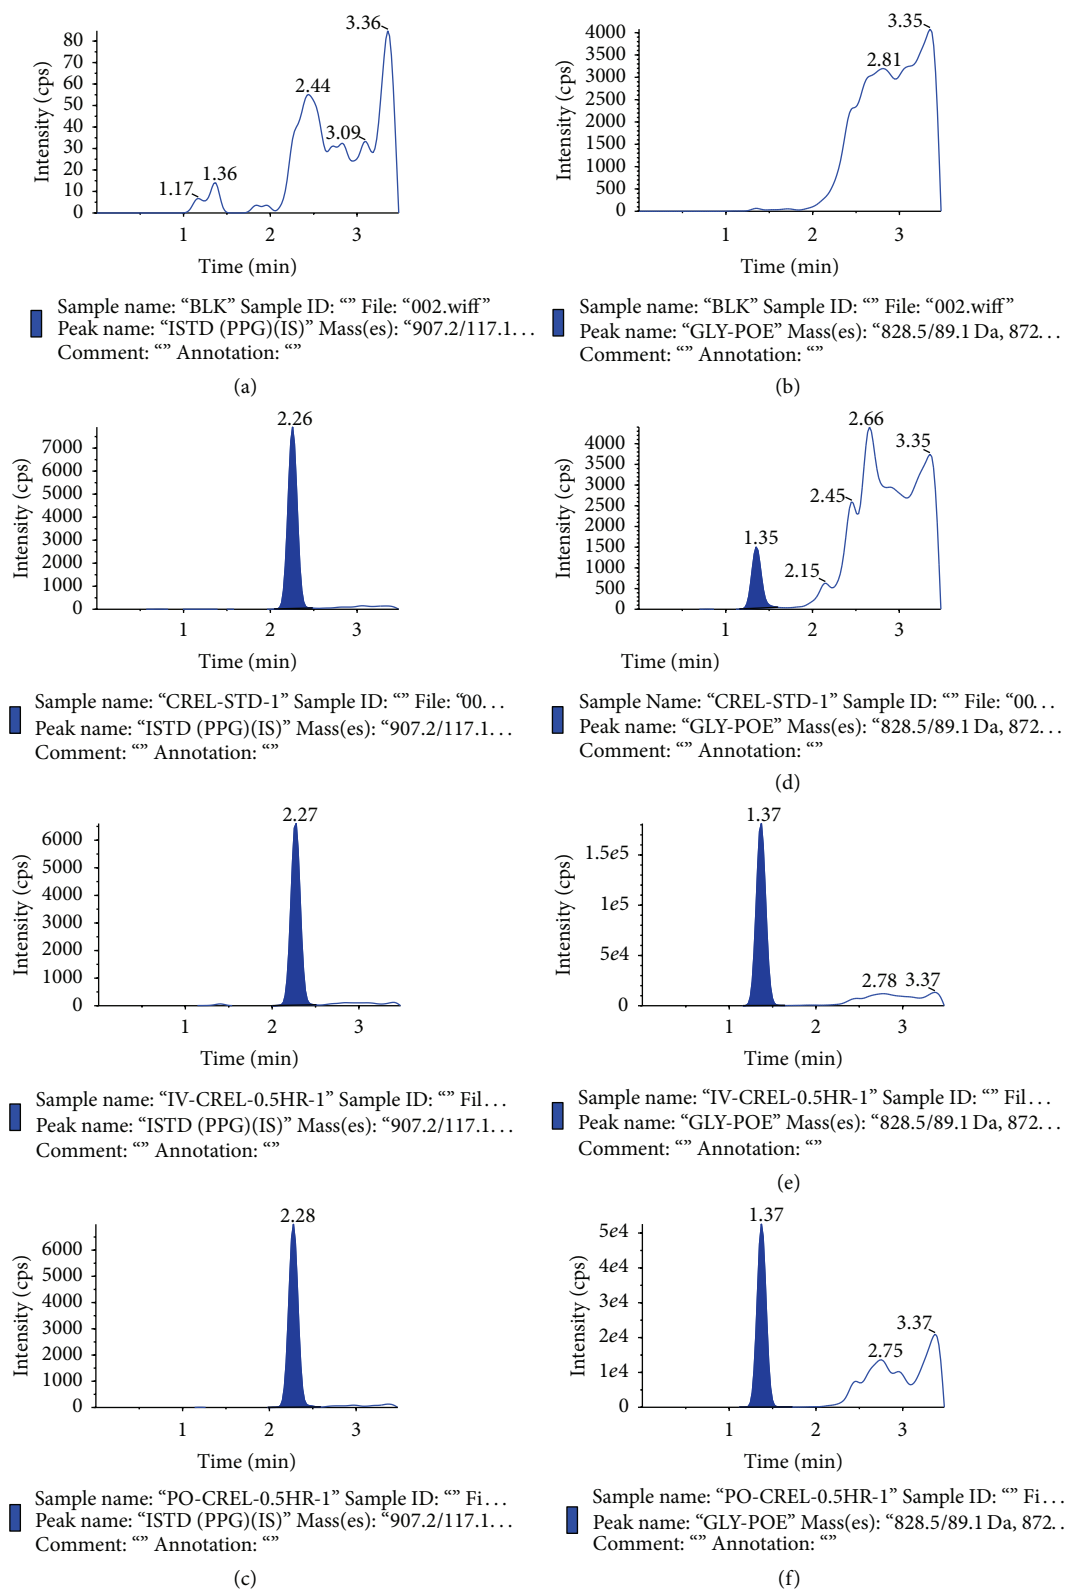 3.36
80
70
60
50
40
30
20
10
0
2.44
3.09
1.17
1.36
1
2
3
Intensity (cps)
Time (min)
Sample name: “BLK” Sample ID: “” File: “002.wiff”
Peak name: “ISTD (PPG)(IS)” Mass(es): “907.2/117.1...
Comment: “” Annotation: “”
(a)
3.35
4000
3500
3000
2500
2000
1500
1000
500
0
2.81
1
2
3
Intensity (cps)
Time (min)
Sample name: “BLK” Sample ID: “” File: “002.wiff”
Peak name: “GLY-POE” Mass(es): “828.5/89.1 Da, 872...
Comment: “” Annotation: “”
(b)
2.26
7000
6000
5000
4000
3000
2000
1000
0
1
2
3
Intensity (cps)
Time (min)
Sample name: “CREL-STD-1” Sample ID: “” File: “00...
Peak name: “ISTD (PPG)(IS)” Mass(es): “907.2/117.1...
Comment: “” Annotation: “”
2.66
3.35
4000
3500
3000
2500
2000
1500
1000
500
0
2.45
1.35
2.15
1
2
3
Intensity (cps)
Time (min)
Sample Name: “CREL-STD-1” Sample ID: “” File: “00...
Peak name: “GLY-POE” Mass(es): “828.5/89.1 Da, 872...
Comment: “” Annotation: “”
(d)
2.27
6000
5000
4000
3000
2000
1000
0
1
2
3
Intensity (cps)
Time (min)
Sample name: “IV-CREL-0.5HR-1” Sample ID: “” Fil...
Peak name: “ISTD (PPG)(IS)” Mass(es): “907.2/117.1...
Comment: “” Annotation: “”
1.37
1.5e5
1e5
5e4
0
2.78
3.37
1
2
3
Intensity (cps)
Time (min)
Sample name: “IV-CREL-0.5HR-1” Sample ID: “” Fil...
Peak name: “GLY-POE” Mass(es): “828.5/89.1 Da, 872...
Comment: “” Annotation: “”
(e)
2.28
6000
5000
4000
3000
2000
1000
0
1
2
3
Intensity (cps)
Time (min)
Sample name: “PO-CREL-0.5HR-1” Sample ID: “” Fi...
Peak name: “ISTD (PPG)(IS)” Mass(es): “907.2/117.1...
Comment: “” Annotation: “”
(c)
1.37
5e4
4e4
3e4
2e4
1e4
0
3.37
2.75
1
2
3
Intensity (cps)
Time (min)
Sample name: “PO-CREL-0.5HR-1” Sample ID: “” Fi...
Peak name: “GLY-POE” Mass(es): “828.5/89.1 Da, 872..
Comment: “” Annotation: “”
(f)